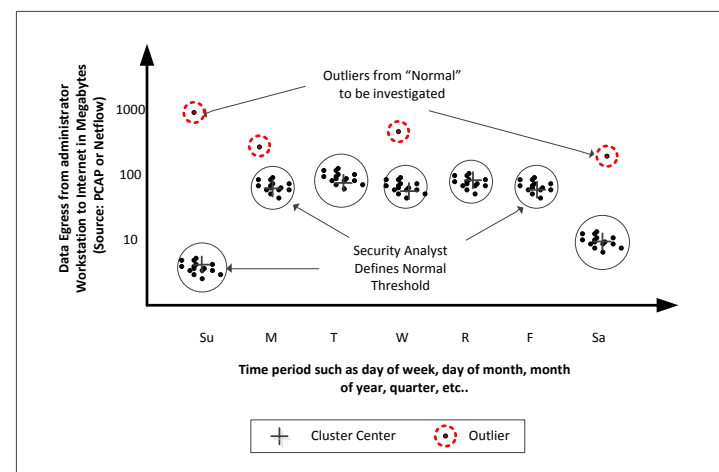 Data Egress from administrator
Workstation to Internet in Megabytes
(Source: PCAP or Netflow)
1000
100
10
Outliers from “Normal”
to be investigated
Security Analyst
Defines Normal
Threshold
Su M T W R F Sa
Time period such as day of week, day of month, month
of year, quarter, etc..
Cluster Center Outlier